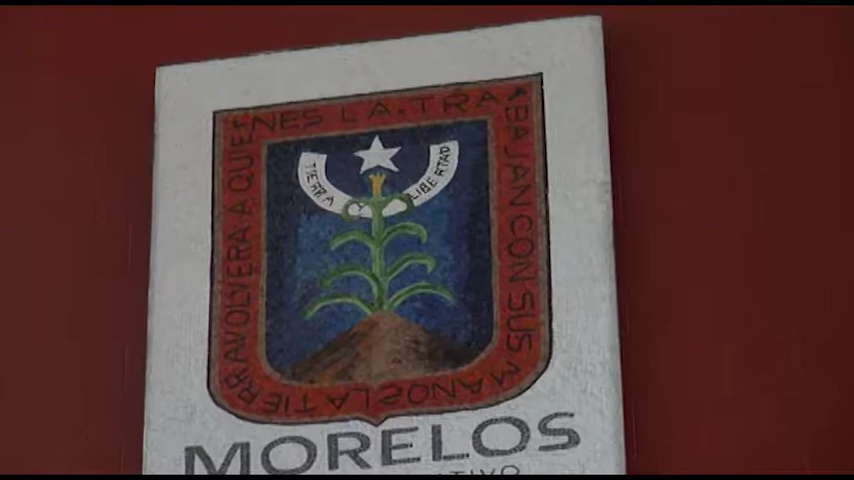 LA TIERRA VOLVERA A QUIENES LA. TRABAJAN CON SUS MANOS
TIERRA Y LIBERTAD
MORELOS